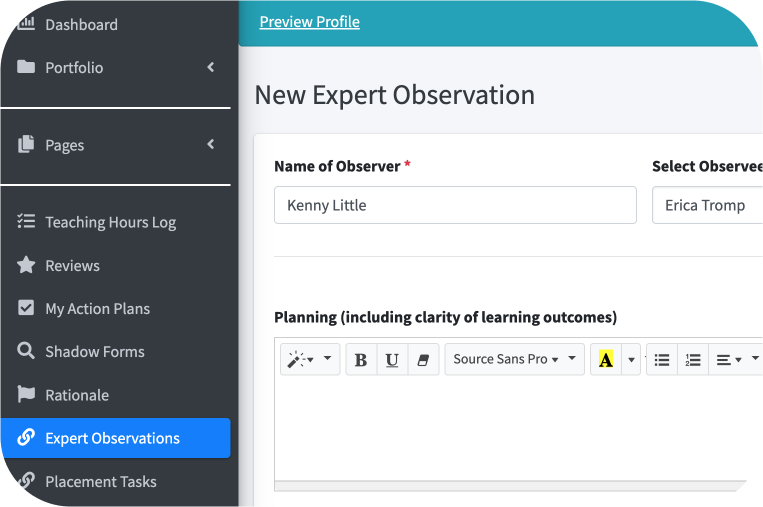 Dashboard
Portfolio
Pages
Teaching Hours Log
Reviews
My Action Plans
Shadow Forms
Rationale
Expert Observations
Placement Tasks
Preview Profile
New Expert Observation
Name of Observer *
Select Observee
Kenny Little
Erica Tromp
Planning (including clarity of learning outcomes)
B U Source Sans Pro A